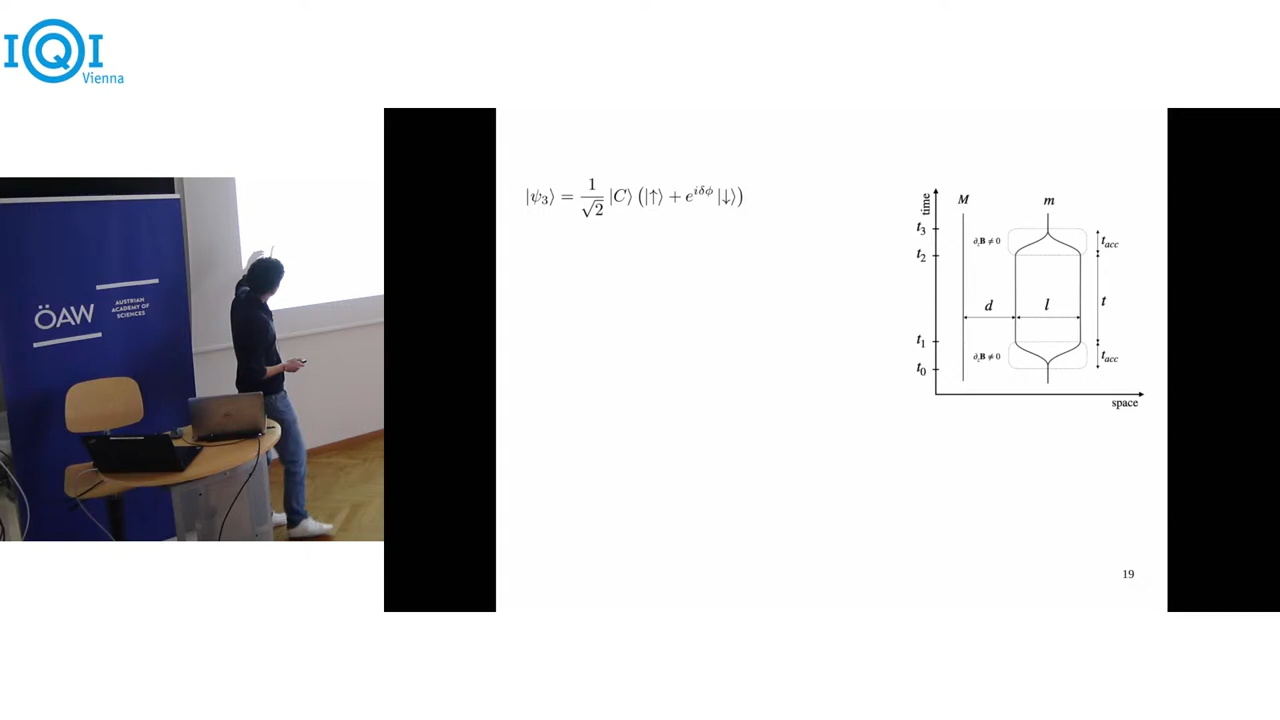 IQI
Vienna
ÖAW
AUSTRIAN
ACADEMY OF
SCIENCES
|ψ₃⟩ = 1/√2 |C⟩ (|↑⟩ + e^{iδϕ} |↓⟩)
time
M
m
t₃
∂ₓB ≠ 0
t_acc
t₂
d
l
t
t₁
∂ₓB ≠ 0
t_acc
t₀
space
19